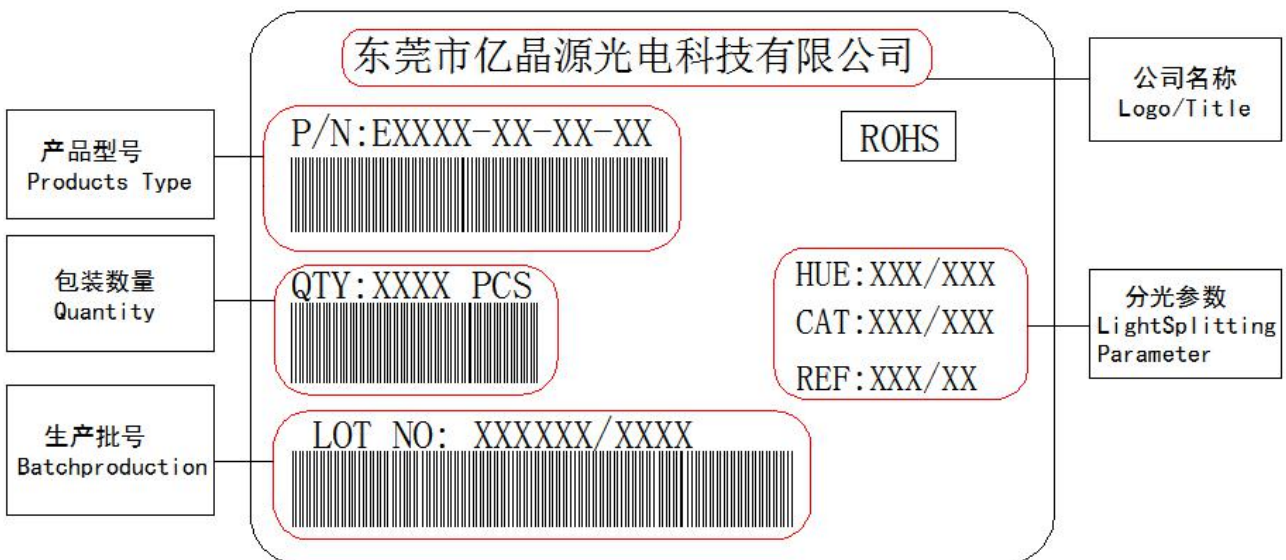 东莞市亿晶源光电科技有限公司
公司名称
Logo/Title
产品型号
Products Type
P/N:EXXXX-XX-XX-XX
ROHS
包装数量
Quantity
QTY:XXXX PCS
HUE:XXX/XXX
CAT:XXX/XXX
REF:XXX/XX
分光参数
LightSplitting
Parameter
生产批号
Batchproduction
LOT NO: XXXXXX/XXXX